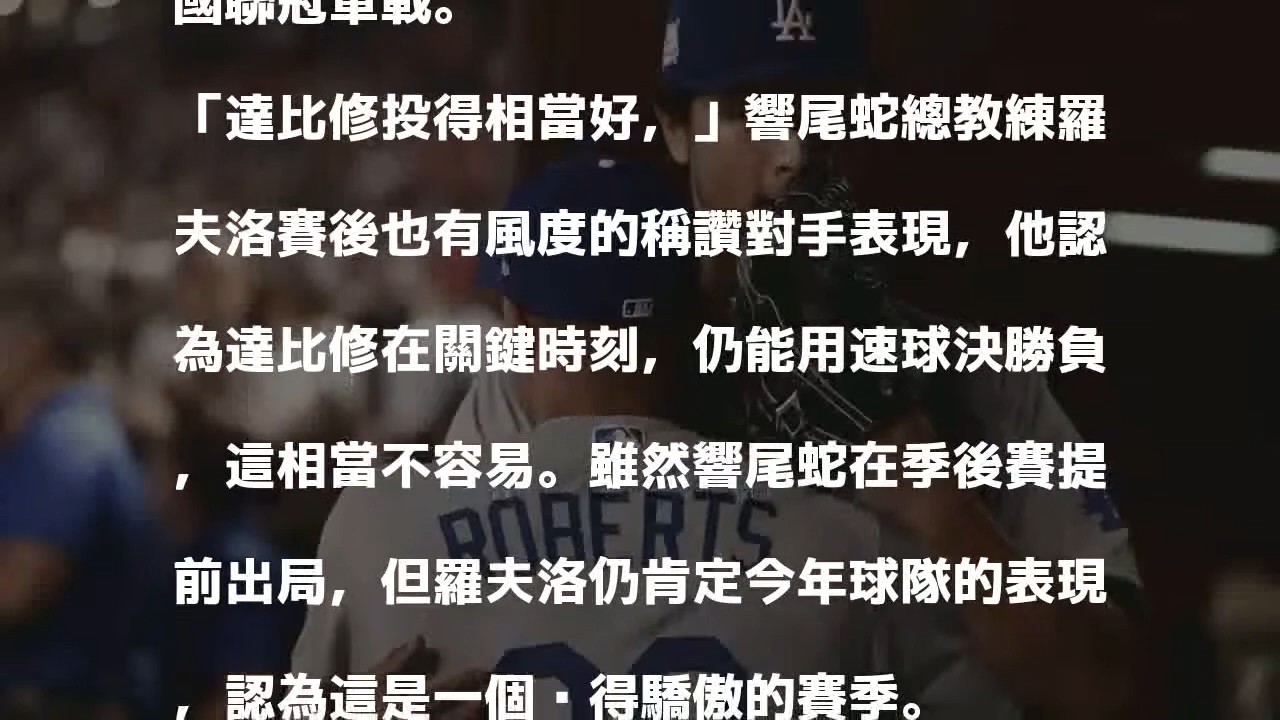 國聯冠軍戰。
「達比修投得相當好，」響尾蛇總教練羅
夫洛賽後也有風度的稱讚對手表現，他認
為達比修在關鍵時刻，仍能用速球決勝負
，這相當不容易。雖然響尾蛇在季後賽提
前出局，但羅夫洛仍肯定今年球隊的表現
，認為這是一個·得驕傲的賽季。
LA
ROBERTS